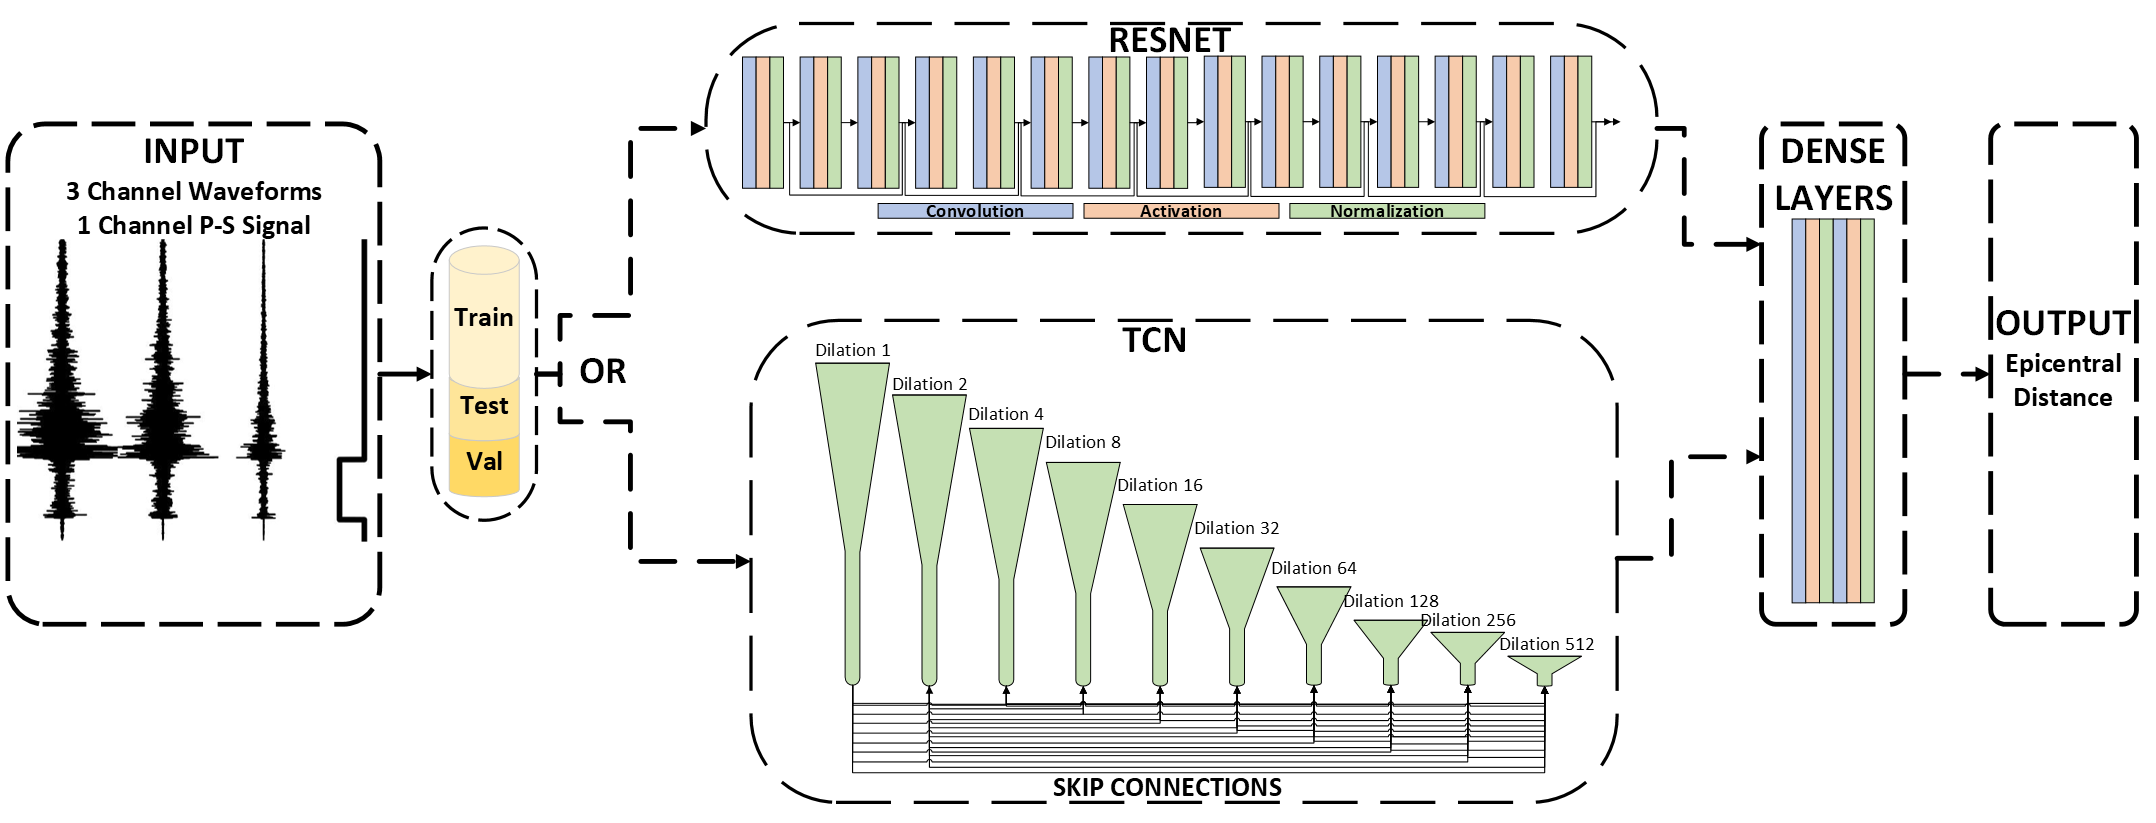 INPUT
3 Channel Waveforms
1 Channel P-S Signal
Train
Test
Val
OR
RESNET
Convolution
Activation
Normalization
TCN
Dilation 1
Dilation 2
Dilation 4
Dilation 8
Dilation 16
Dilation 32
Dilation 64
Dilation 128
Dilation 256
Dilation 512
SKIP CONNECTIONS
DENSE
LAYERS
OUTPUT
Epicentral
Distance